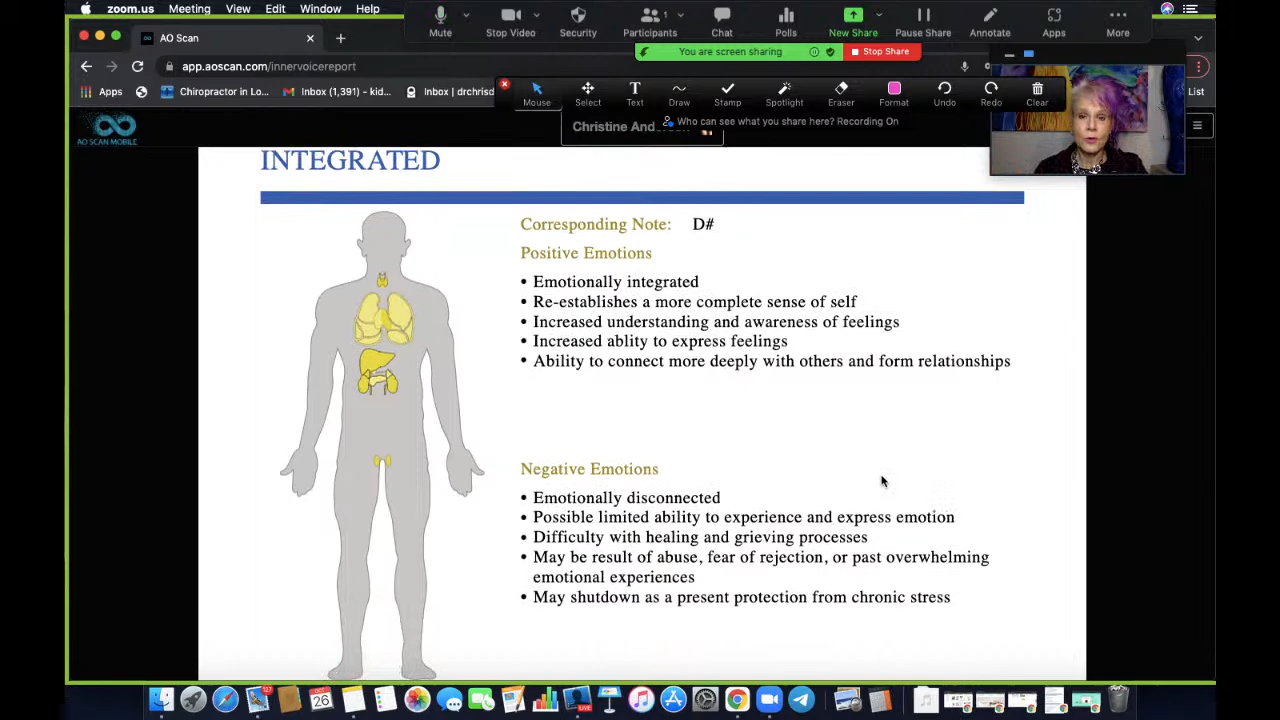 zoom.us Meeting View Edit Window Help
Mute Stop Video Security Participants 1 Chat Polls New Share Pause Share Annotate Apps More
You are screen sharing Stop Share
AO Scan
app.aoscan.com/innervoicereport
Apps Chiropractor in Lo... Inbox (1,391) – kid... Inbox | drchrisd List
Mouse Select Text Draw Stamp Spotlight Eraser Format Undo Redo Clear
Who can see what you share here? Recording On
Christine And
AO SCAN MOBILE
INTEGRATED
Corresponding Note: D#
Positive Emotions
• Emotionally integrated
• Re-establishes a more complete sense of self
• Increased understanding and awareness of feelings
• Increased ablity to express feelings
• Ability to connect more deeply with others and form relationships
Negative Emotions
• Emotionally disconnected
• Possible limited ability to experience and express emotion
• Difficulty with healing and grieving processes
• May be result of abuse, fear of rejection, or past overwhelming
emotional experiences
• May shutdown as a present protection from chronic stress
OCT
26
LIVE